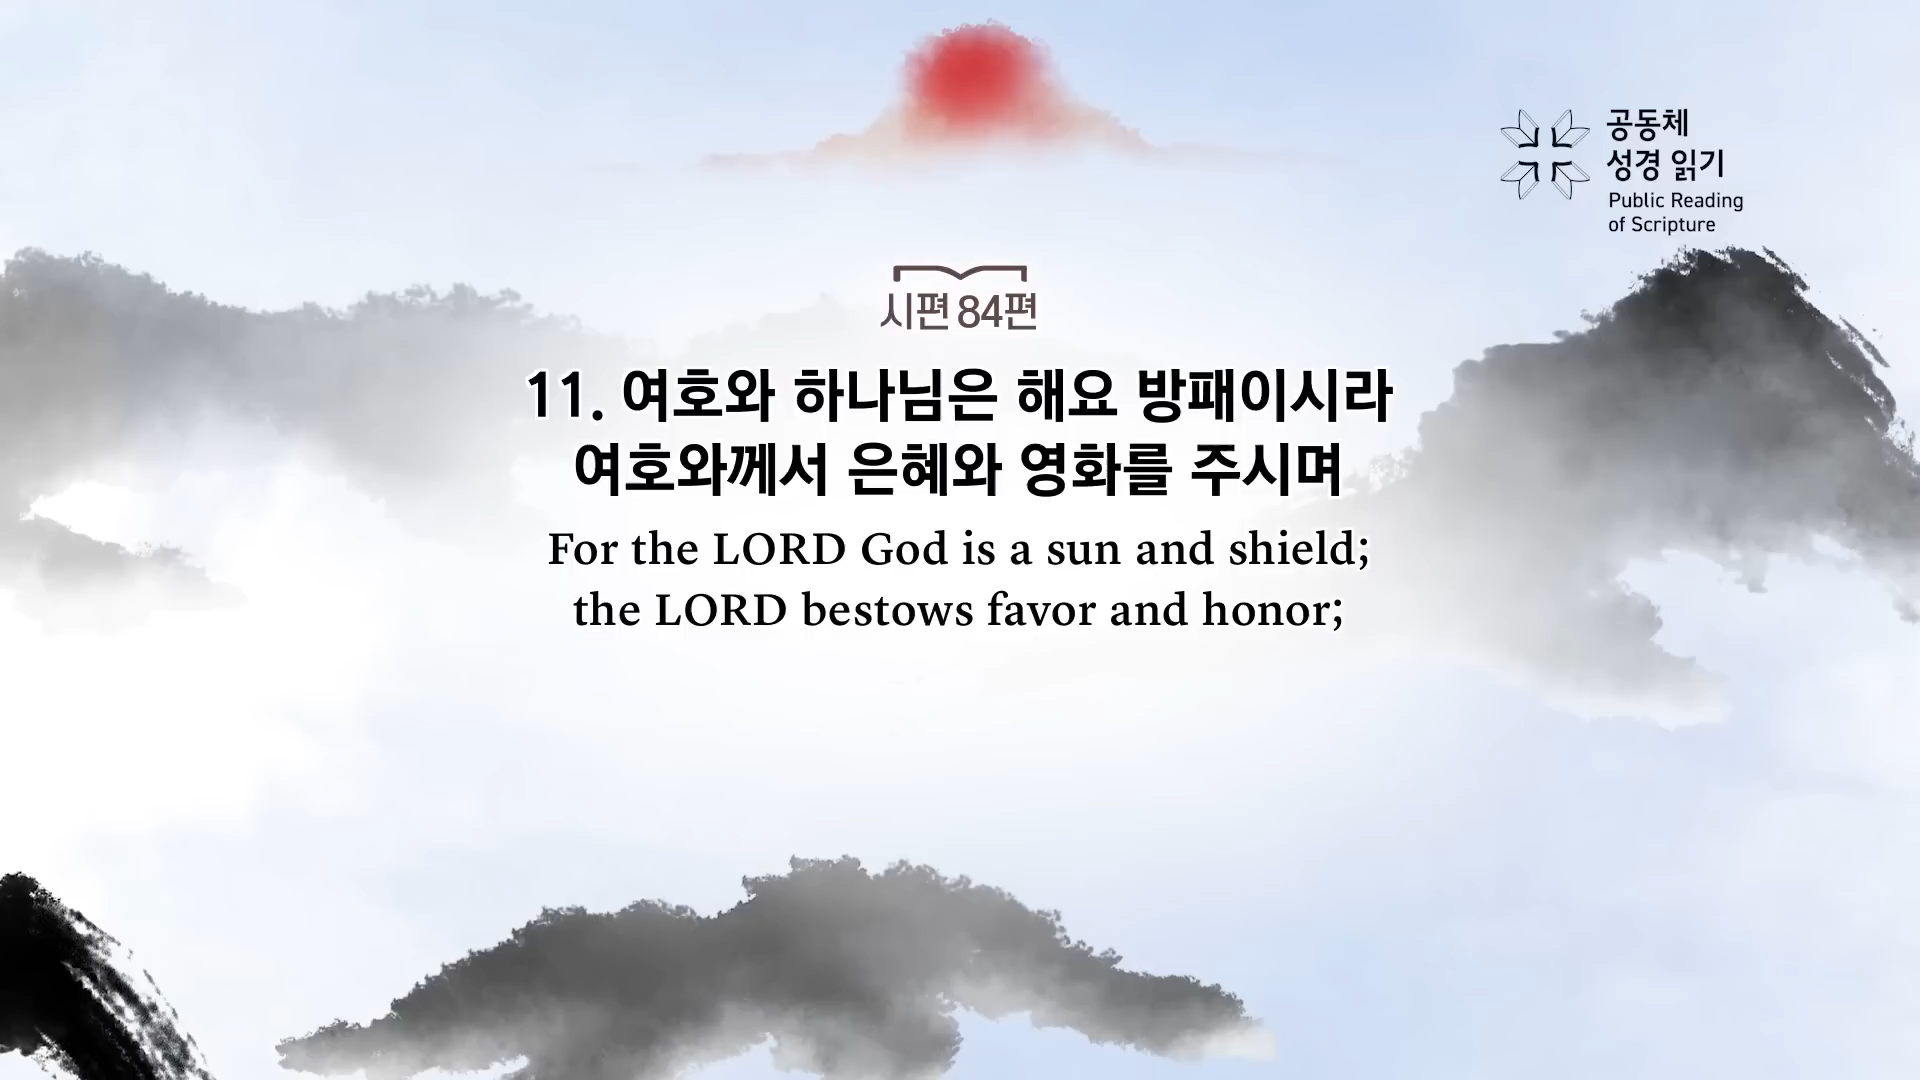 공동체
성경 읽기
Public Reading
of Scripture
시편 84편
11. 여호와 하나님은 해요 방패이시라
여호와께서 은혜와 영화를 주시며
For the LORD God is a sun and shield;
the LORD bestows favor and honor;